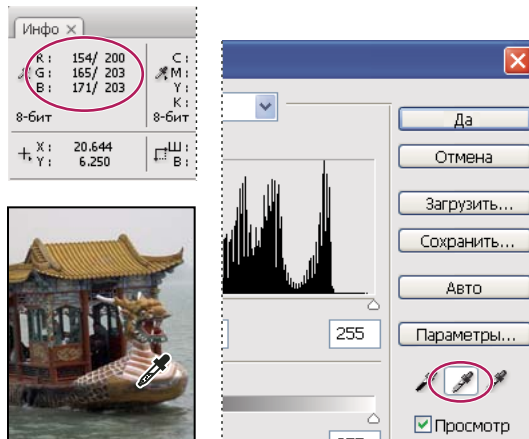 Инфо ×
R : 154/ 200
G : 165/ 203
B : 171/ 203
8-бит
C :
M :
Y :
K :
8-бит
X : 20.644
Y : 6.250
Ш :
В :
Да
Отмена
Загрузить...
Сохранить...
Авто
Параметры...
255
Просмотр